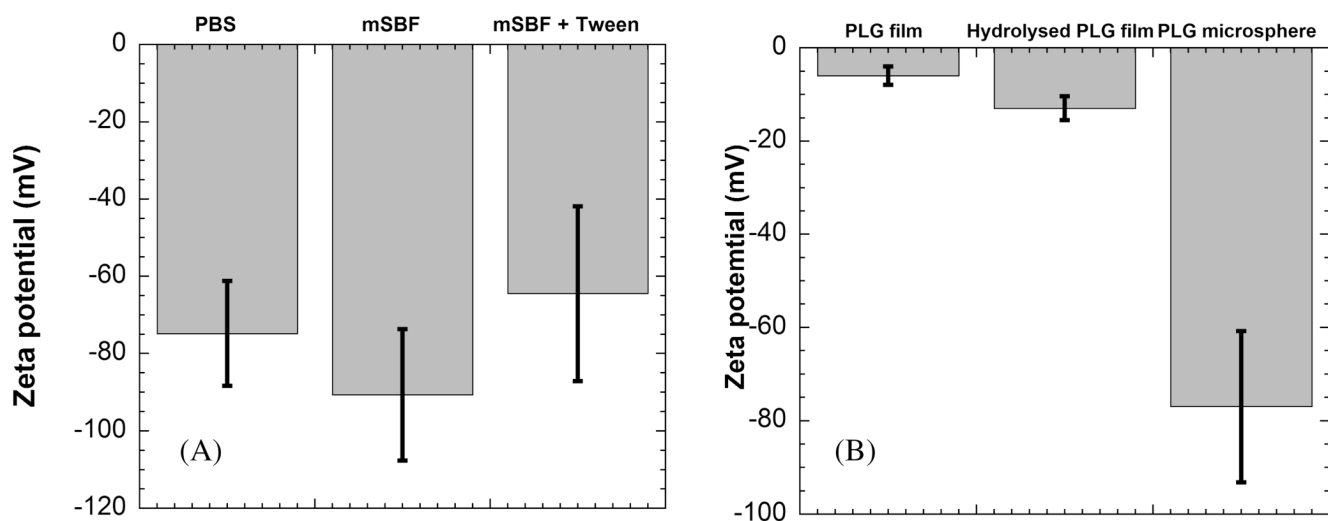 PBS mSBF mSBF + Tween
0
-20
-40
-60
-80
-100
-120
Zeta potential (mV)
(A)
PLG film Hydrolysed PLG film PLG microsphere
0
-20
-40
-60
-80
-100
Zeta potemtial (mV)
(B)